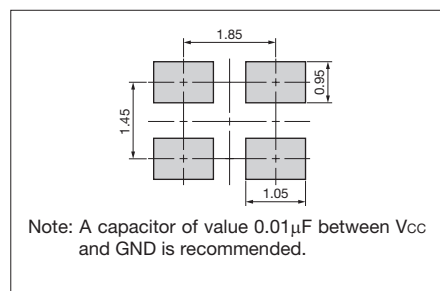 1.85
0.95
1.45
1.05
Note: A capacitor of value 0.01μF between Vcc
and GND is recommended.